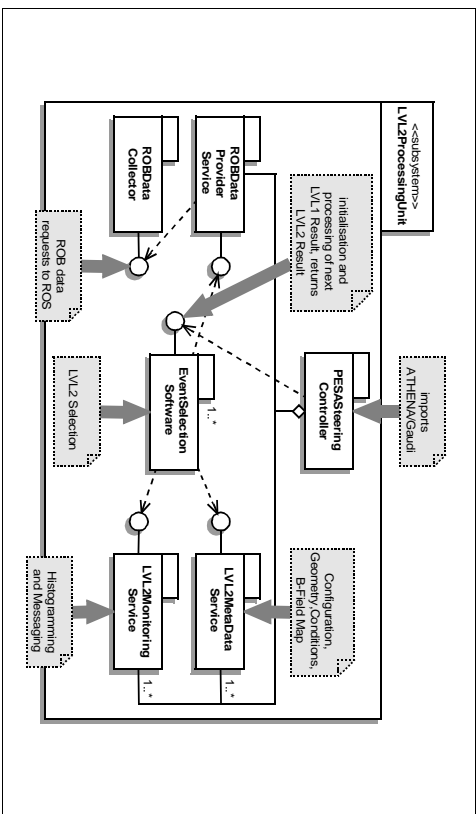 <<subsystem>>
LVL2ProcessingUnit
imports
ATHENA/Gaudi
initialisation and
processing of next
LVL1 Result, returns
LVL2 Result
PESASteering
Controller
Configuration,
Geometry,Conditions,
B-Field Map
ROBData
Provider
Service
LVL2MetaData
Service
1..*
1..*
EventSelection
Software
ROBData
Collector
LVL2Monitoring
Service
1..*
ROB data
requests to ROS
LVL2 Selection
Histogramming
and Messaging